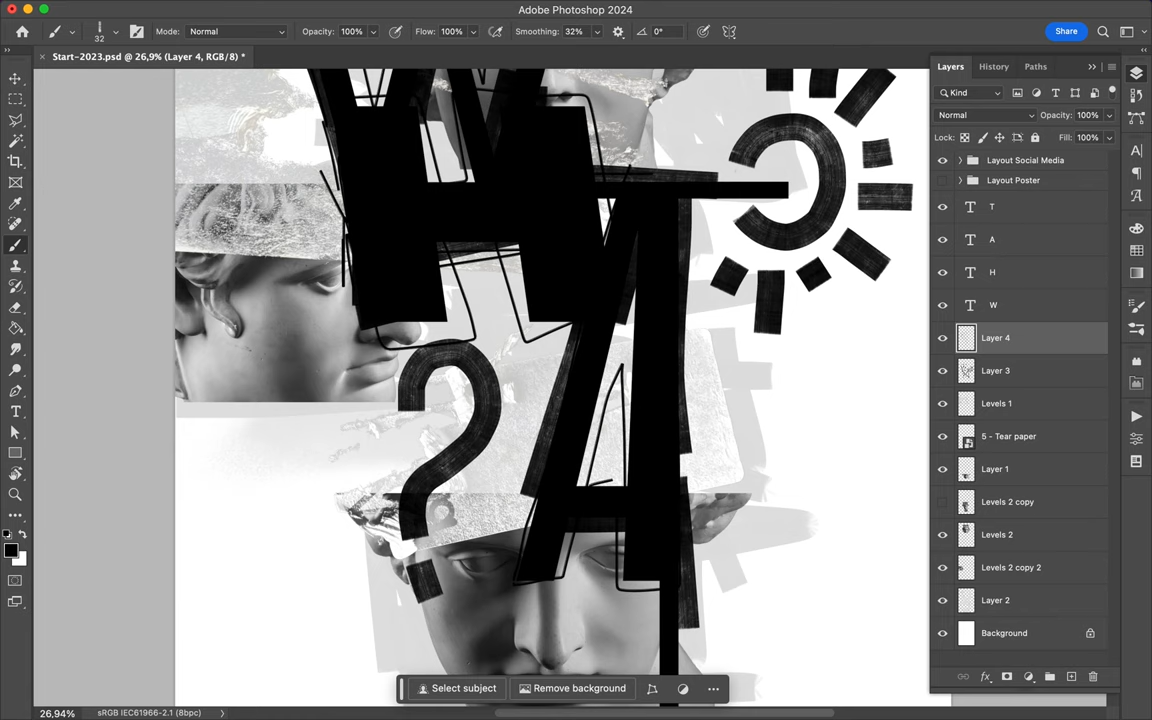 Adobe Photoshop 2024
32
Mode: Normal
Opacity: 100%
Flow: 100%
Smoothing: 32%
0°
Share
Start-2023.psd @ 26,9% (Layer 4, RGB/8) *
Layers
History
Paths
Kind
Normal
Opacity: 100%
Lock:
Fill: 100%
Layout Social Media
Layout Poster
T
A
H
W
Layer 4
Layer 3
Levels 1
5 - Tear paper
Layer 1
Levels 2 copy
Levels 2
Levels 2 copy 2
Layer 2
Background
W
H
A
T
?
Select subject
Remove background
26,94%
sRGB IEC61966-2.1 (8bpc)